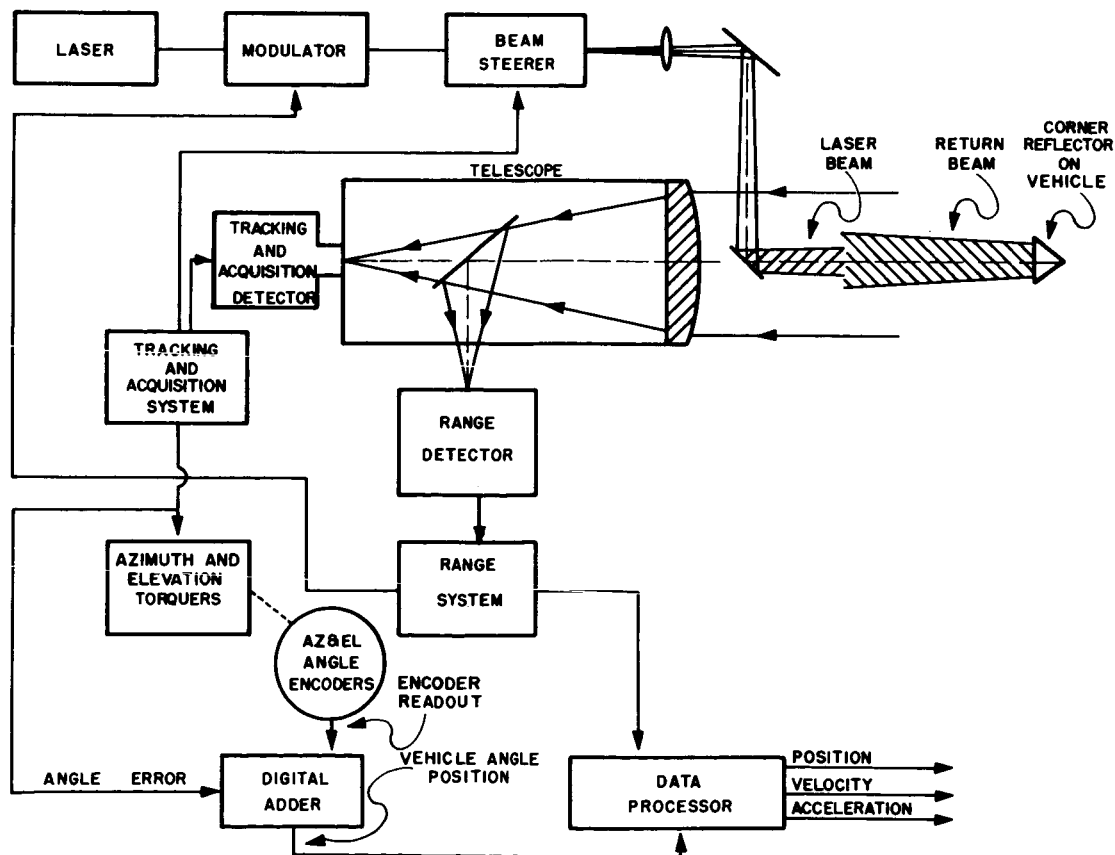 LASER
MODULATOR
BEAM
STEERER
LASER
BEAM
RETURN
BEAM
CORNER
REFLECTOR
ON
VEHICLE
TELESCOPE
TRACKING
AND
ACQUISITION
DETECTOR
TRACKING
AND
ACQUISITION
SYSTEM
RANGE
DETECTOR
AZIMUTH AND
ELEVATION
TORQUERS
RANGE
SYSTEM
AZ&EL
ANGLE
ENCODERS
ENCODER
READOUT
VEHICLE ANGLE
POSITION
ANGLE ERROR
DIGITAL
ADDER
DATA
PROCESSOR
POSITION
VELOCITY
ACCELERATION